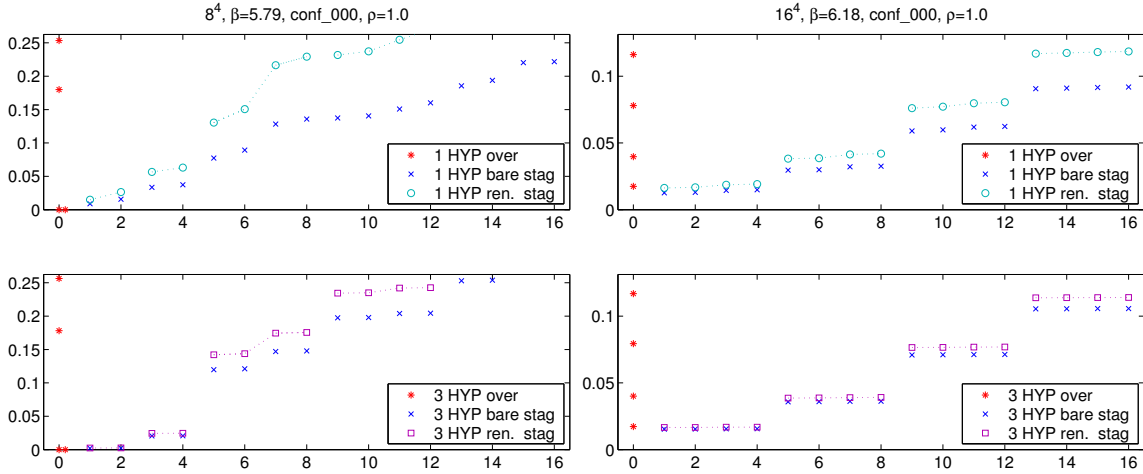 8⁴, β=5.79, conf_000, ρ=1.0
0.25
0.2
0.15
0.1
0.05
0
0 2 4 6 8 10 12 14 16
1 HYP over
1 HYP bare stag
1 HYP ren. stag
16⁴, β=6.18, conf_000, ρ=1.0
0.1
0.05
0
0 2 4 6 8 10 12 14 16
1 HYP over
1 HYP bare stag
1 HYP ren. stag
0.25
0.2
0.15
0.1
0.05
0
0 2 4 6 8 10 12 14 16
3 HYP over
3 HYP bare stag
3 HYP ren. stag
0.1
0.05
0
0 2 4 6 8 10 12 14 16
3 HYP over
3 HYP bare stag
3 HYP ren. stag